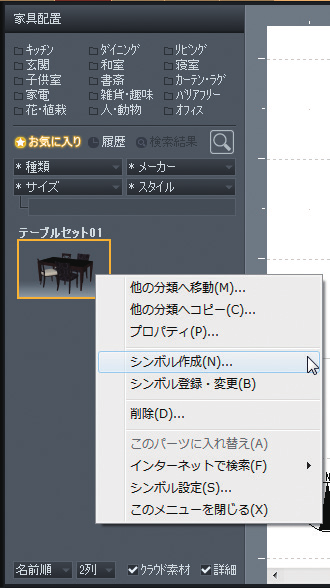 家具配置
ｷｯﾁﾝ ﾀﾞｲﾆﾝｸﾞ ﾘﾋﾞﾝｸﾞ
玄関 和室 寝室
子供室 書斎 ｶｰﾃﾝ・ﾗｸﾞ
家電 雑貨・趣味 ﾊﾞﾘｱﾌﾘｰ
花・植栽 人・動物 ｵﾌｨｽ
お気に入り 履歴 検索結果
* 種類 * メーカー
* サイズ * スタイル
テーブルセット01
他の分類へ移動(M)...
他の分類へコピー(C)...
プロパティ(P)...
シンボル作成(N)...
シンボル登録・変更(B)
削除(D)...
このパーツに入れ替え(A)
インターネットで検索(F)
シンボル設定(S)...
このメニューを閉じる(X)
名前順 2列 ｸﾗｳﾄﾞ素材 詳細